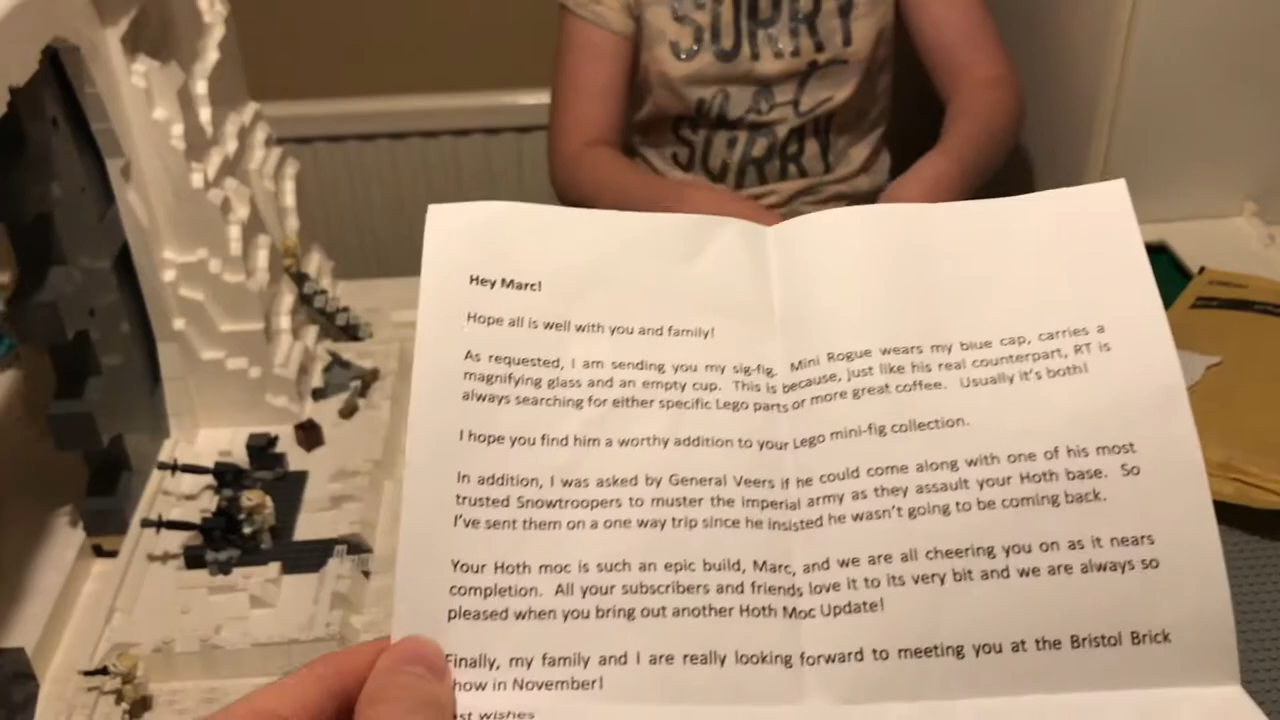 SORRY
not
SORRY
Hey Marc!
Hope all is well with you and family!
As requested, I am sending you my sig-fig. Mini Rogue wears my blue cap, carries a
magnifying glass and an empty cup. This is because, just like his real counterpart, RT is
always searching for either specific Lego parts or more great coffee. Usually it's both!
I hope you find him a worthy addition to your Lego mini-fig collection.
In addition, I was asked by General Veers if he could come along with one of his most
trusted Snowtroopers to muster the imperial army as they assault your Hoth base. So
I've sent them on a one way trip since he insisted he wasn't going to be coming back.
Your Hoth moc is such an epic build, Marc, and we are all cheering you on as it nears
completion. All your subscribers and friends love it to its very bit and we are always so
pleased when you bring out another Hoth Moc Update!
Finally, my family and I are really looking forward to meeting you at the Bristol Brick
how in November!
st wishes